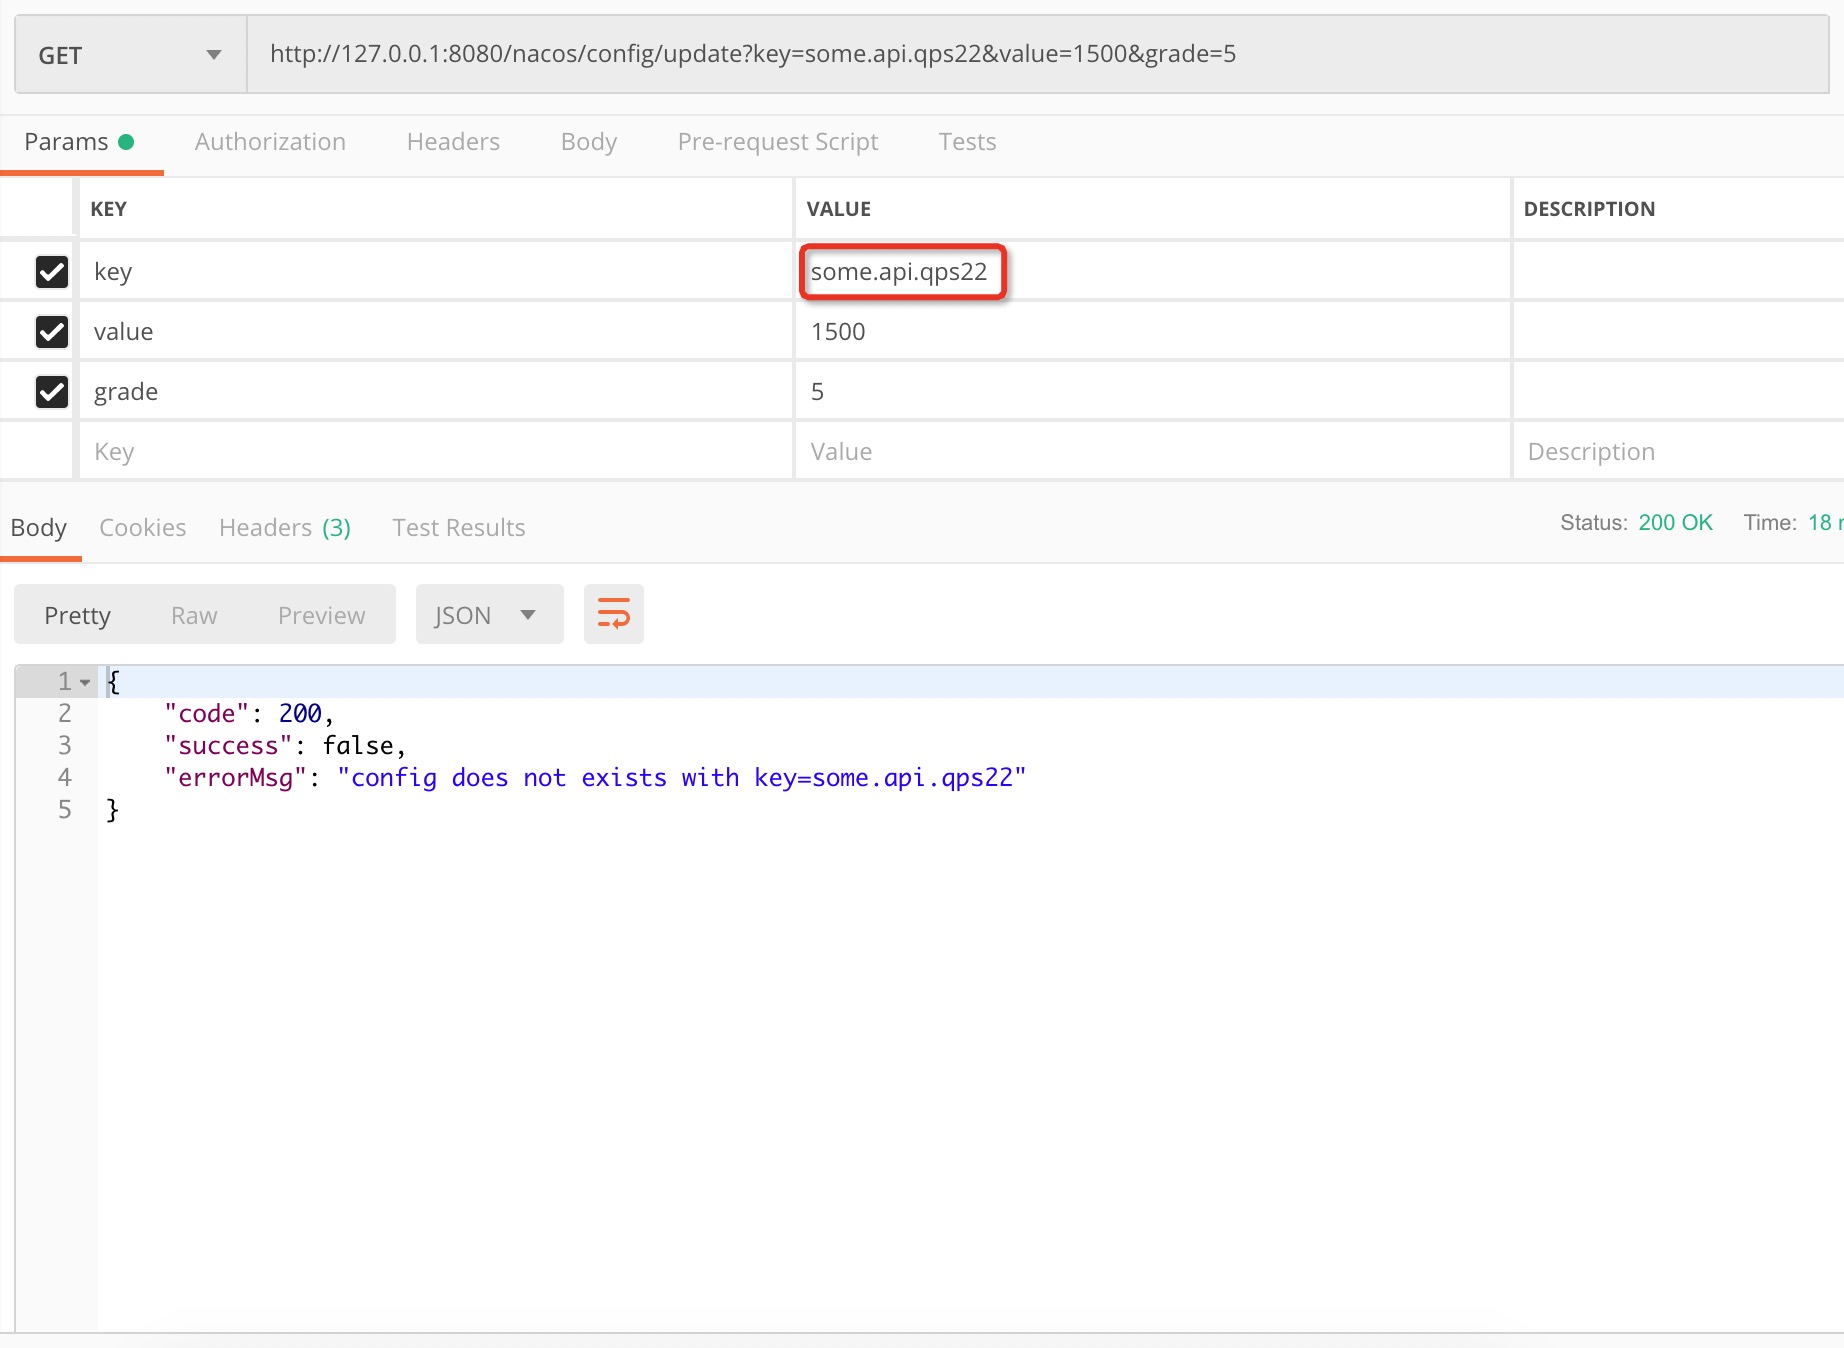 GET http://127.0.0.1:8080/nacos/config/update?key=some.api.qps22&value=1500&grade=5
Params Authorization Headers Body Pre-request Script Tests
KEY VALUE DESCRIPTION
key some.api.qps22
value 1500
grade 5
Key Value Description
Body Cookies Headers (3) Test Results Status: 200 OK Time: 18
Pretty Raw Preview JSON
1 {
2 "code": 200,
3 "success": false,
4 "errorMsg": "config does not exists with key=some.api.qps22"
5 }